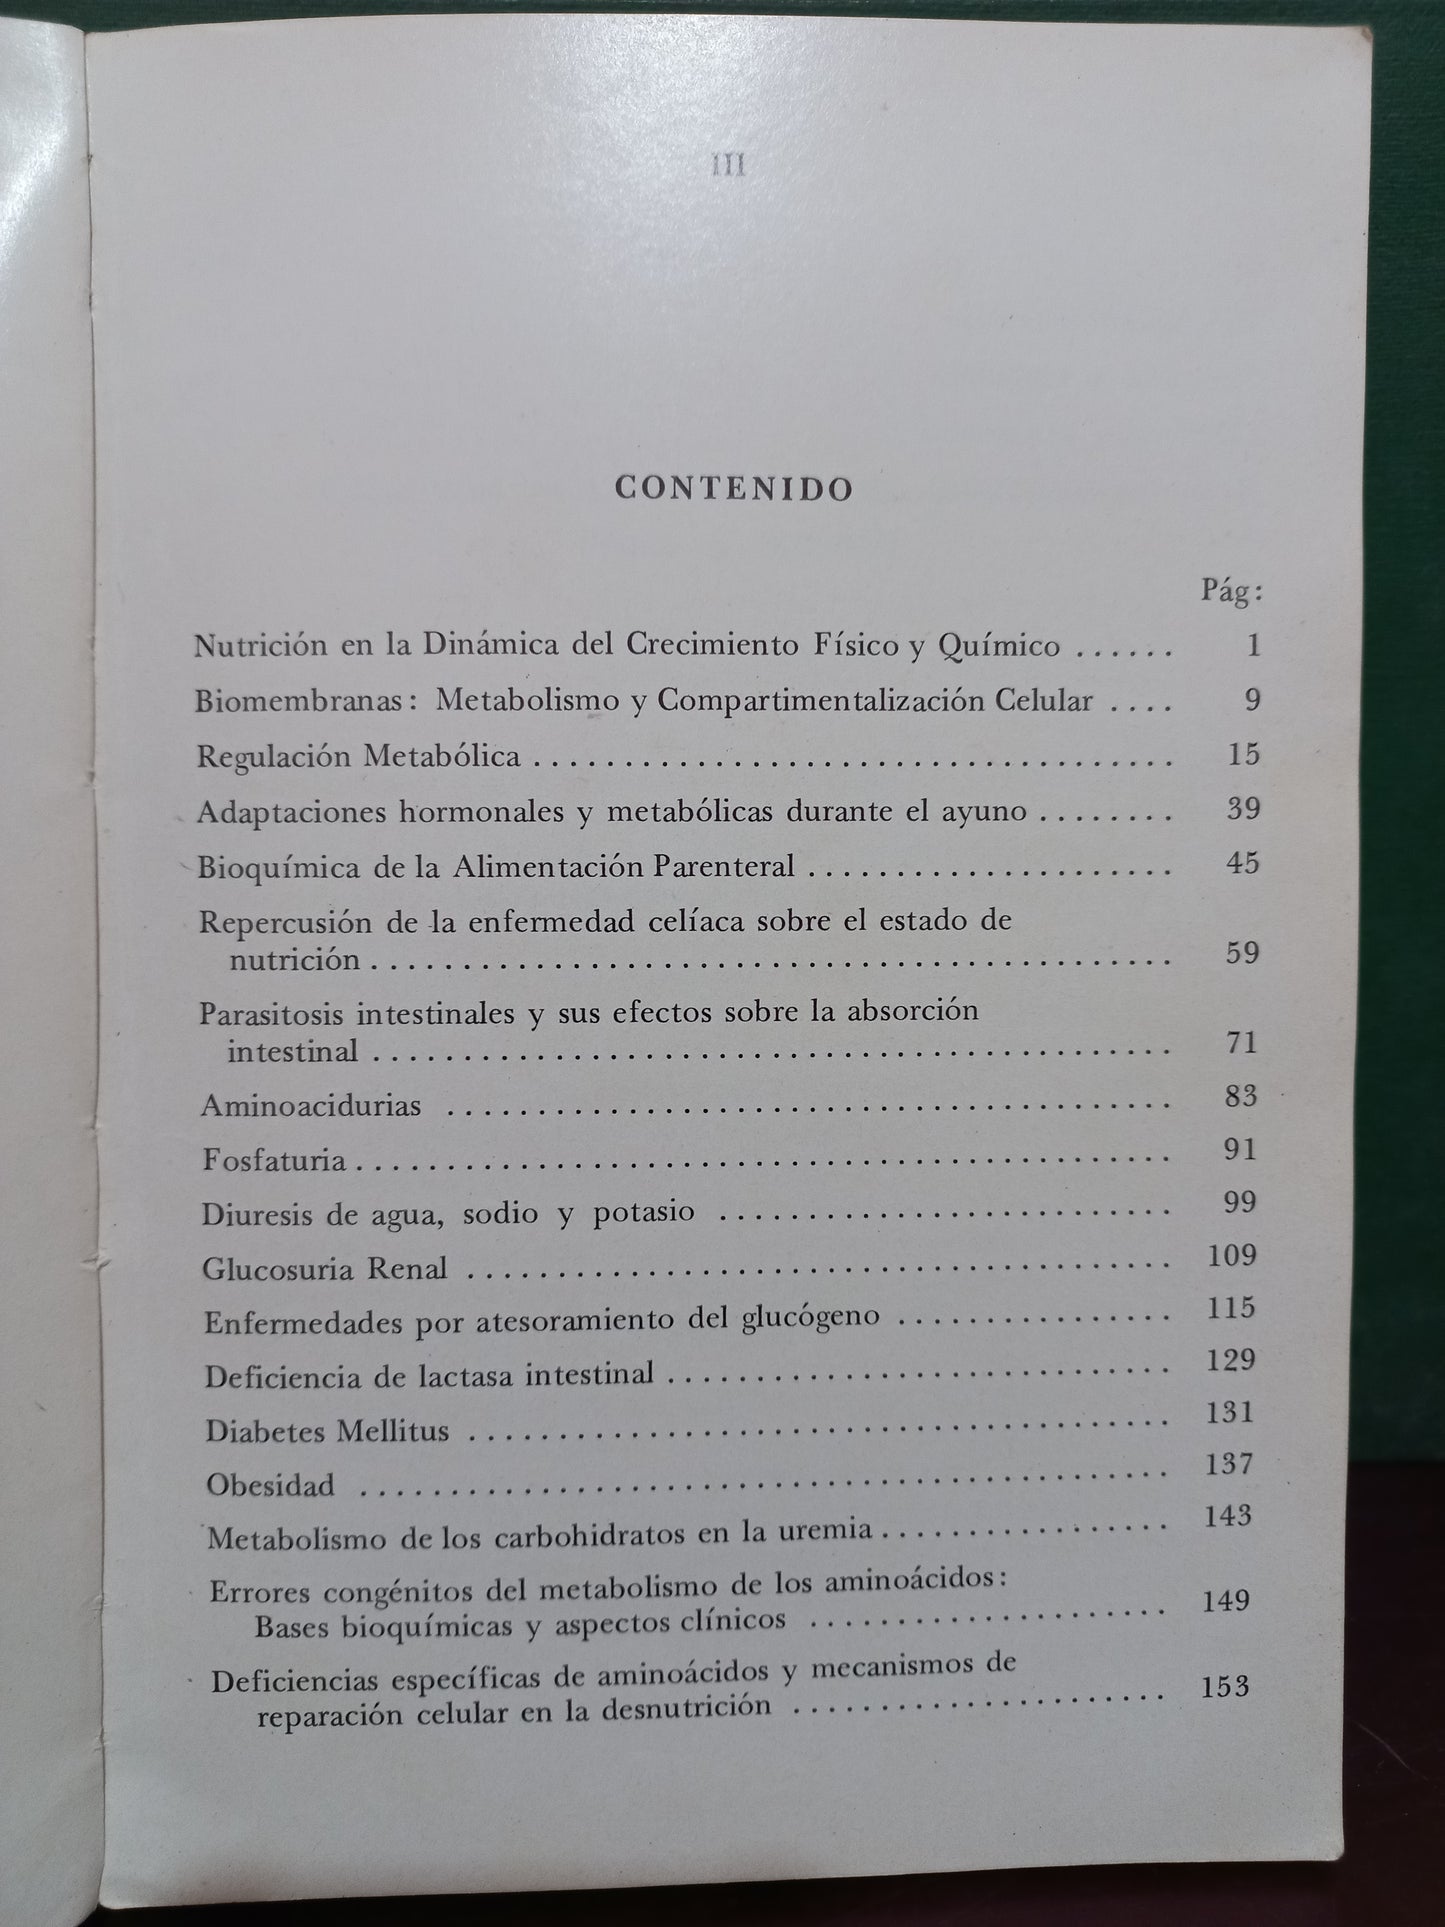 III
CONTENIDO
Pág:
Nutrición en la Dinámica del Crecimiento Físico y Químico ...... 1
Biomembranas: Metabolismo y Compartimentalización Celular .... 9
Regulación Metabólica .................................... 15
Adaptaciones hormonales y metabólicas durante el ayuno ........ 39
Bioquímica de la Alimentación Parenteral ..................... 45
Repercusión de la enfermedad celíaca sobre el estado de
nutrición ............................................. 59
Parasitosis intestinales y sus efectos sobre la absorción
intestinal ............................................. 71
Aminoacidurias ......................................... 83
Fosfaturia .............................................. 91
Diuresis de agua, sodio y potasio .......................... 99
Glucosuria Renal ........................................ 109
Enfermedades por atesoramiento del glucógeno ................ 115
Deficiencia de lactasa intestinal ............................. 129
Diabetes Mellitus ........................................ 131
Obesidad .............................................. 137
Metabolismo de los carbohidratos en la uremia ................. 143
Errores congénitos del metabolismo de los aminoácidos:
Bases bioquímicas y aspectos clínicos ..................... 149
Deficiencias específicas de aminoácidos y mecanismos de
reparación celular en la desnutrición ...................... 153